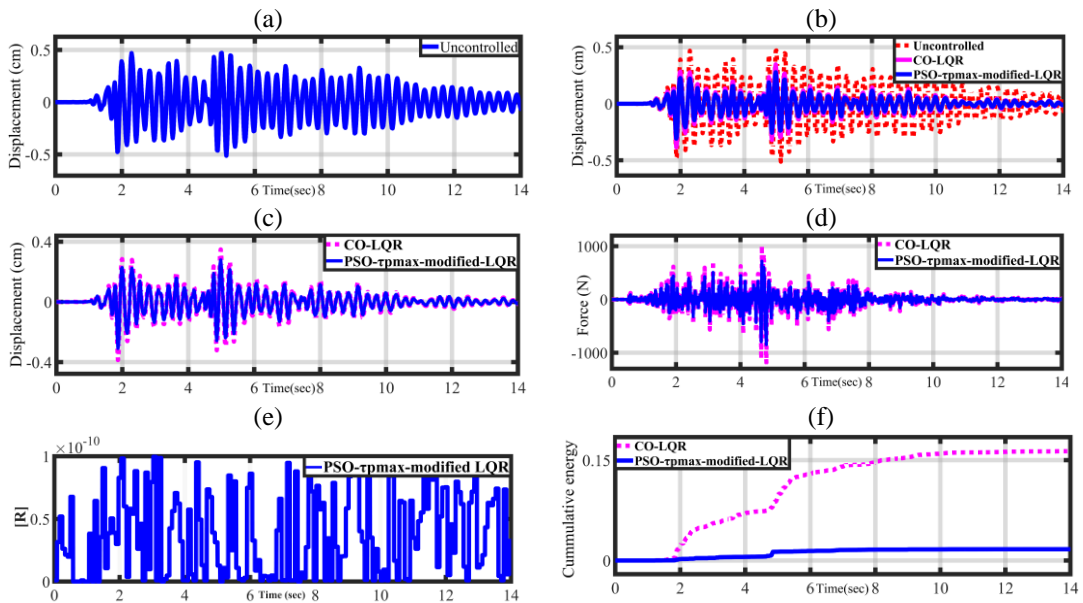 (a)
Displacement (cm)
0.5
0
-0.5
Uncontrolled
0 2 4 6 Time(sec) 8 10 12 14
(b)
Displacement (cm)
0.5
0
-0.5
Uncontrolled
CO-LQR
PSO-τpmax-modified-LQR
0 2 4 6 Time(sec) 8 10 12 14
(c)
Displacement (cm)
0.4
0
-0.4
CO-LQR
PSO-τpmax-modified-LQR
0 2 4 6 Time(sec) 8 10 12 14
(d)
Force (N)
1000
0
-1000
CO-LQR
PSO-τpmax-modified-LQR
0 2 4 6 Time(sec) 8 10 12 14
(e)
×10⁻¹⁰
[R]
1
0.5
0
PSO-τpmax-modified LQR
0 2 4 6 Time (sec) 8 10 12 14
(f)
Cummulative energy
0.15
0
CO-LQR
PSO-τpmax-modified-LQR
0 2 4 6 Time(sec) 8 10 12 14